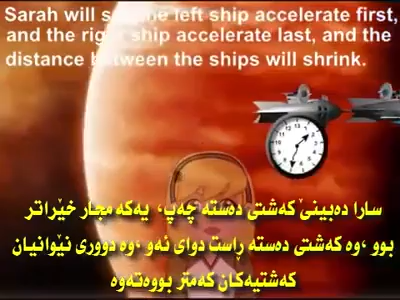 Sarah will see the left ship accelerate first,
and the right ship accelerate last, and the
distance between the ships will shrink.
سارا دەبینێ کەشتی دەستە چەپ، یەکەمجار خێراتر
بوو ،وە کەشتی دەستە ڕاست دوای ئەو ،وە دووری نێوانیان
کەشتیەکان کەمتر بووەتەوە